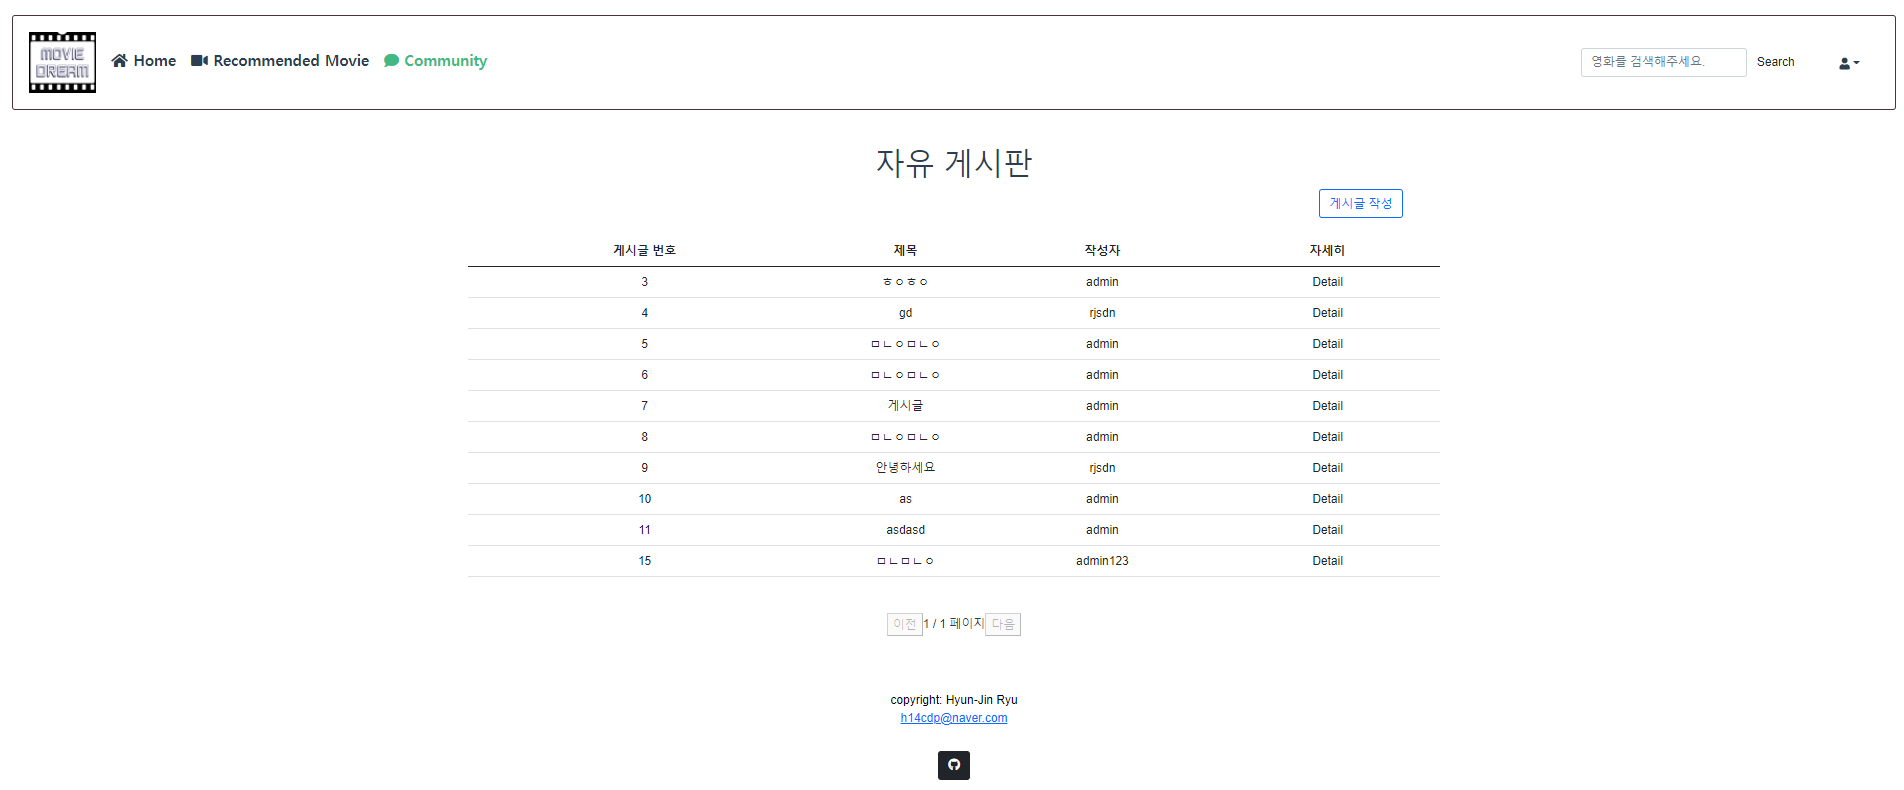 MOVIE
DREAM
Home Recommended Movie Community
영화를 검색해주세요. Search
자유 게시판
게시글 작성
게시글 번호 제목 작성자 자세히
3 ㅎㅇㅎㅇ admin Detail
4 gd rjsdn Detail
5 ㅁㄴㅇㅁㄴㅇ admin Detail
6 ㅁㄴㅇㅁㄴㅇ admin Detail
7 게시글 admin Detail
8 ㅁㄴㅇㅁㄴㅇ admin Detail
9 안녕하세요 rjsdn Detail
10 as admin Detail
11 asdasd admin Detail
15 ㅁㄴㅁㄴㅇ admin123 Detail
이전 1 / 1 페이지 다음
copyright: Hyun-Jin Ryu
h14cdp@naver.com